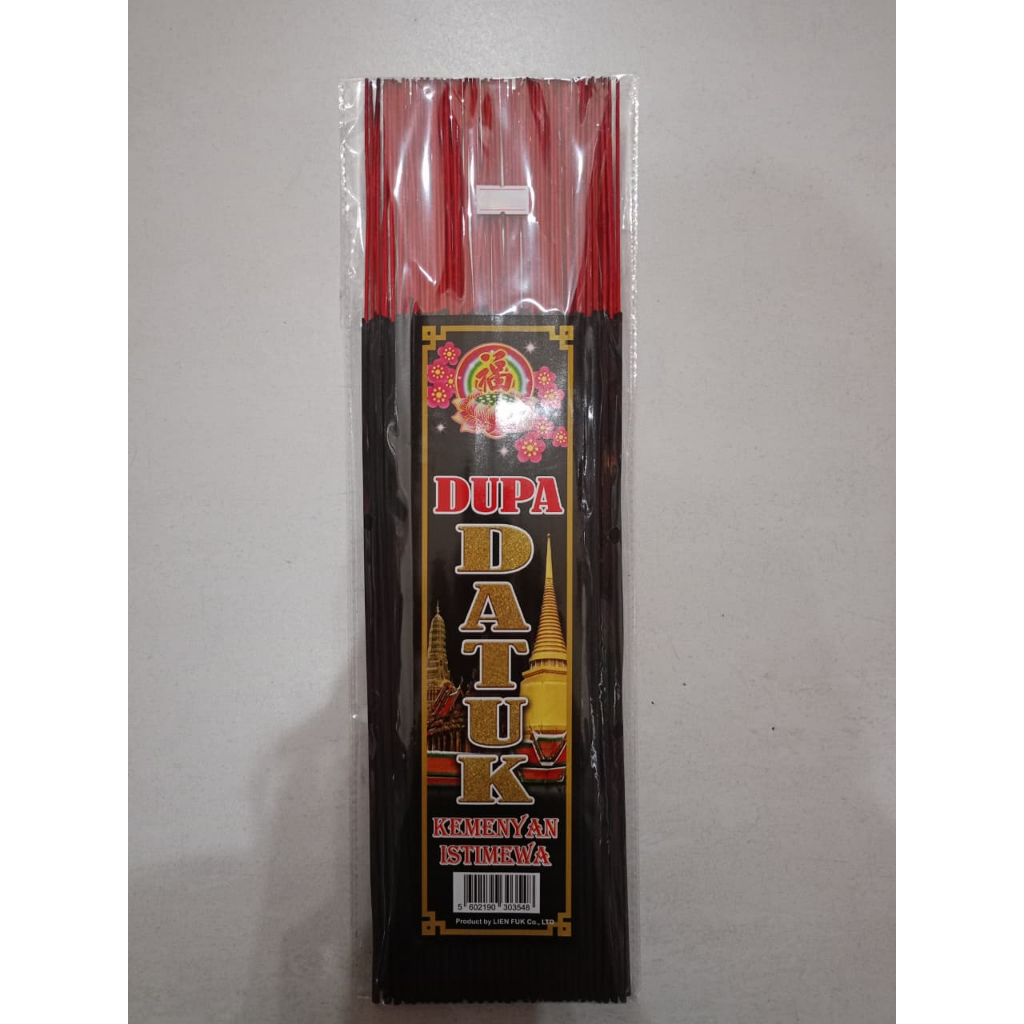 福
DUPA
DATUK
KEMENYAN
ISTIMEWA
5 602190 303548
Product by LIEN FUK Co., LTD